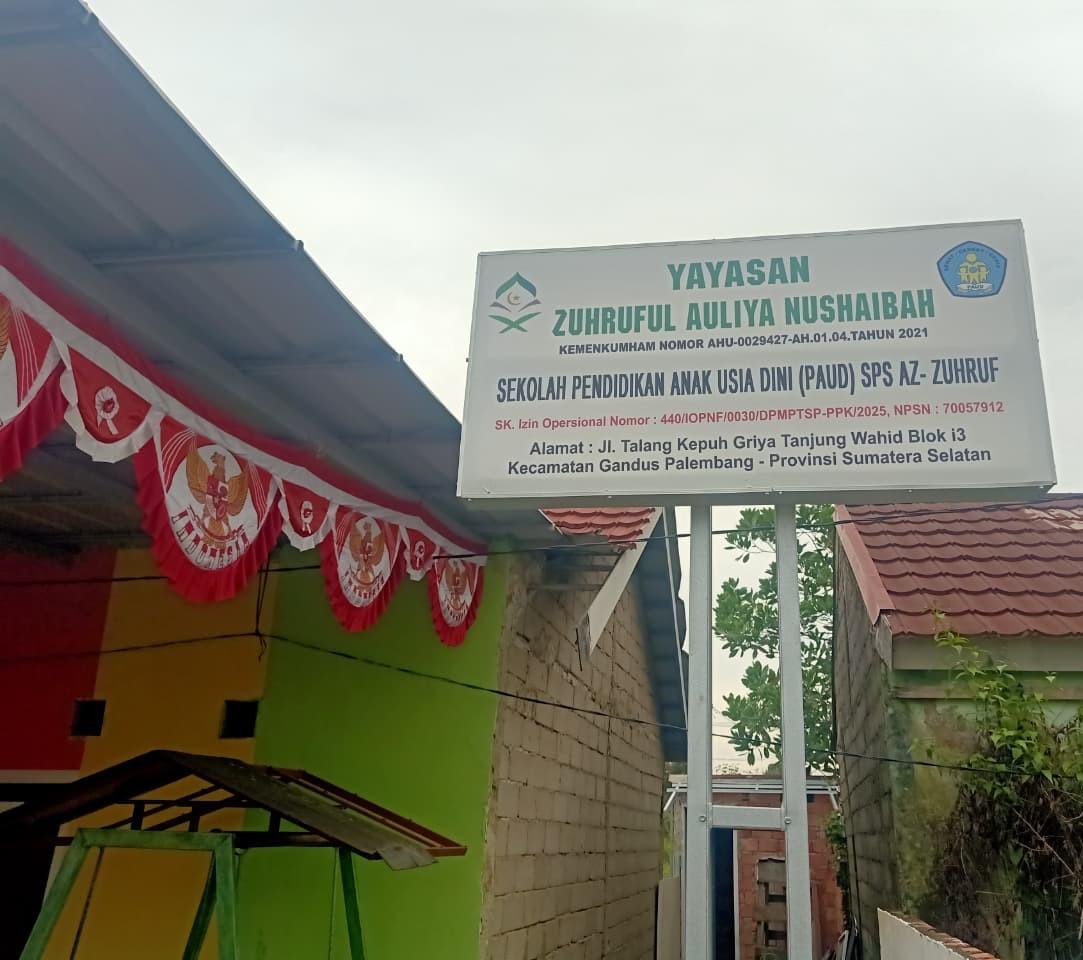 YAYASAN
ZUHRUFUL AULIYA NUSHAIBAH
KEMENKUMHAM NOMOR AHU-0029427-AH.01.04.TAHUN 2021
SEKOLAH PENDIDIKAN ANAK USIA DINI (PAUD) SPS AZ- ZUHRUF
SK. Izin Opersional Nomor : 440/IOPNF/0030/DPMPTSP-PPK/2025, NPSN : 70057912
Alamat : Jl. Talang Kepuh Griya Tanjung Wahid Blok i3
Kecamatan Gandus Palembang - Provinsi Sumatera Selatan
PAUD